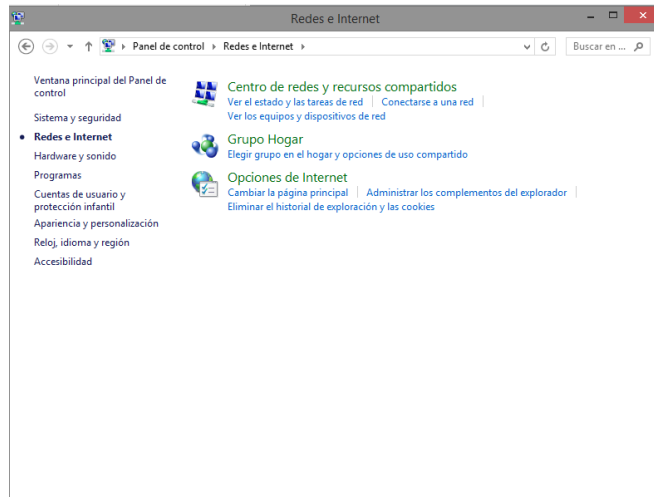 Redes e Internet
Panel de control Redes e Internet
Buscar en ...
Ventana principal del Panel de
control
Sistema y seguridad
Redes e Internet
Hardware y sonido
Programas
Cuentas de usuario y
protección infantil
Apariencia y personalización
Reloj, idioma y región
Accesibilidad
Centro de redes y recursos compartidos
Ver el estado y las tareas de red Conectarse a una red
Ver los equipos y dispositivos de red
Grupo Hogar
Elegir grupo en el hogar y opciones de uso compartido
Opciones de Internet
Cambiar la página principal Administrar los complementos del explorador
Eliminar el historial de exploración y las cookies